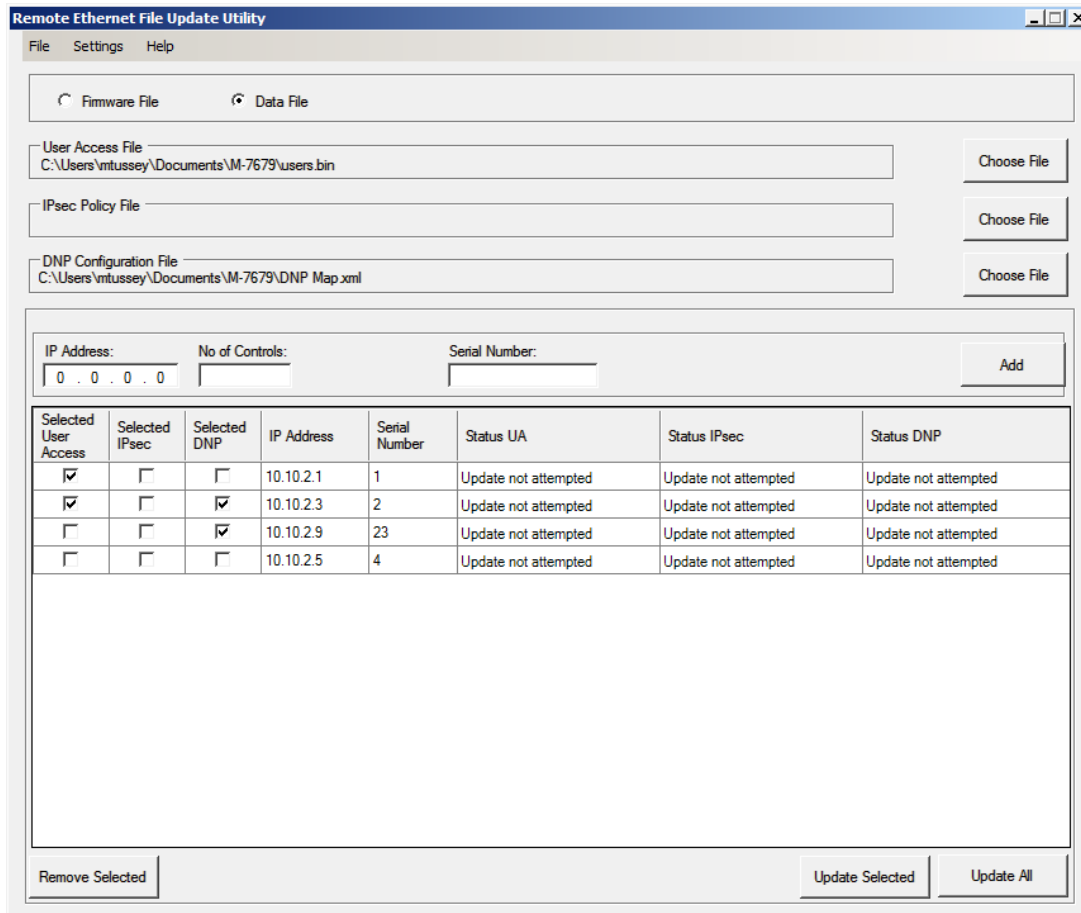 Remote Ethernet File Update Utility
File Settings Help
Firmware File Data File
User Access File
C:\Users\mtussey\Documents\M-7679\users.bin
Choose File
IPsec Policy File
Choose File
DNP Configuration File
C:\Users\mtussey\Documents\M-7679\DNP Map.xml
Choose File
IP Address: No of Controls: Serial Number:
0 . 0 . 0 . 0
Add
Selected User Access Selected IPsec Selected DNP IP Address Serial Number Status UA Status IPsec Status DNP
10.10.2.1 1 Update not attempted Update not attempted Update not attempted
10.10.2.3 2 Update not attempted Update not attempted Update not attempted
10.10.2.9 23 Update not attempted Update not attempted Update not attempted
10.10.2.5 4 Update not attempted Update not attempted Update not attempted
Remove Selected Update Selected Update All